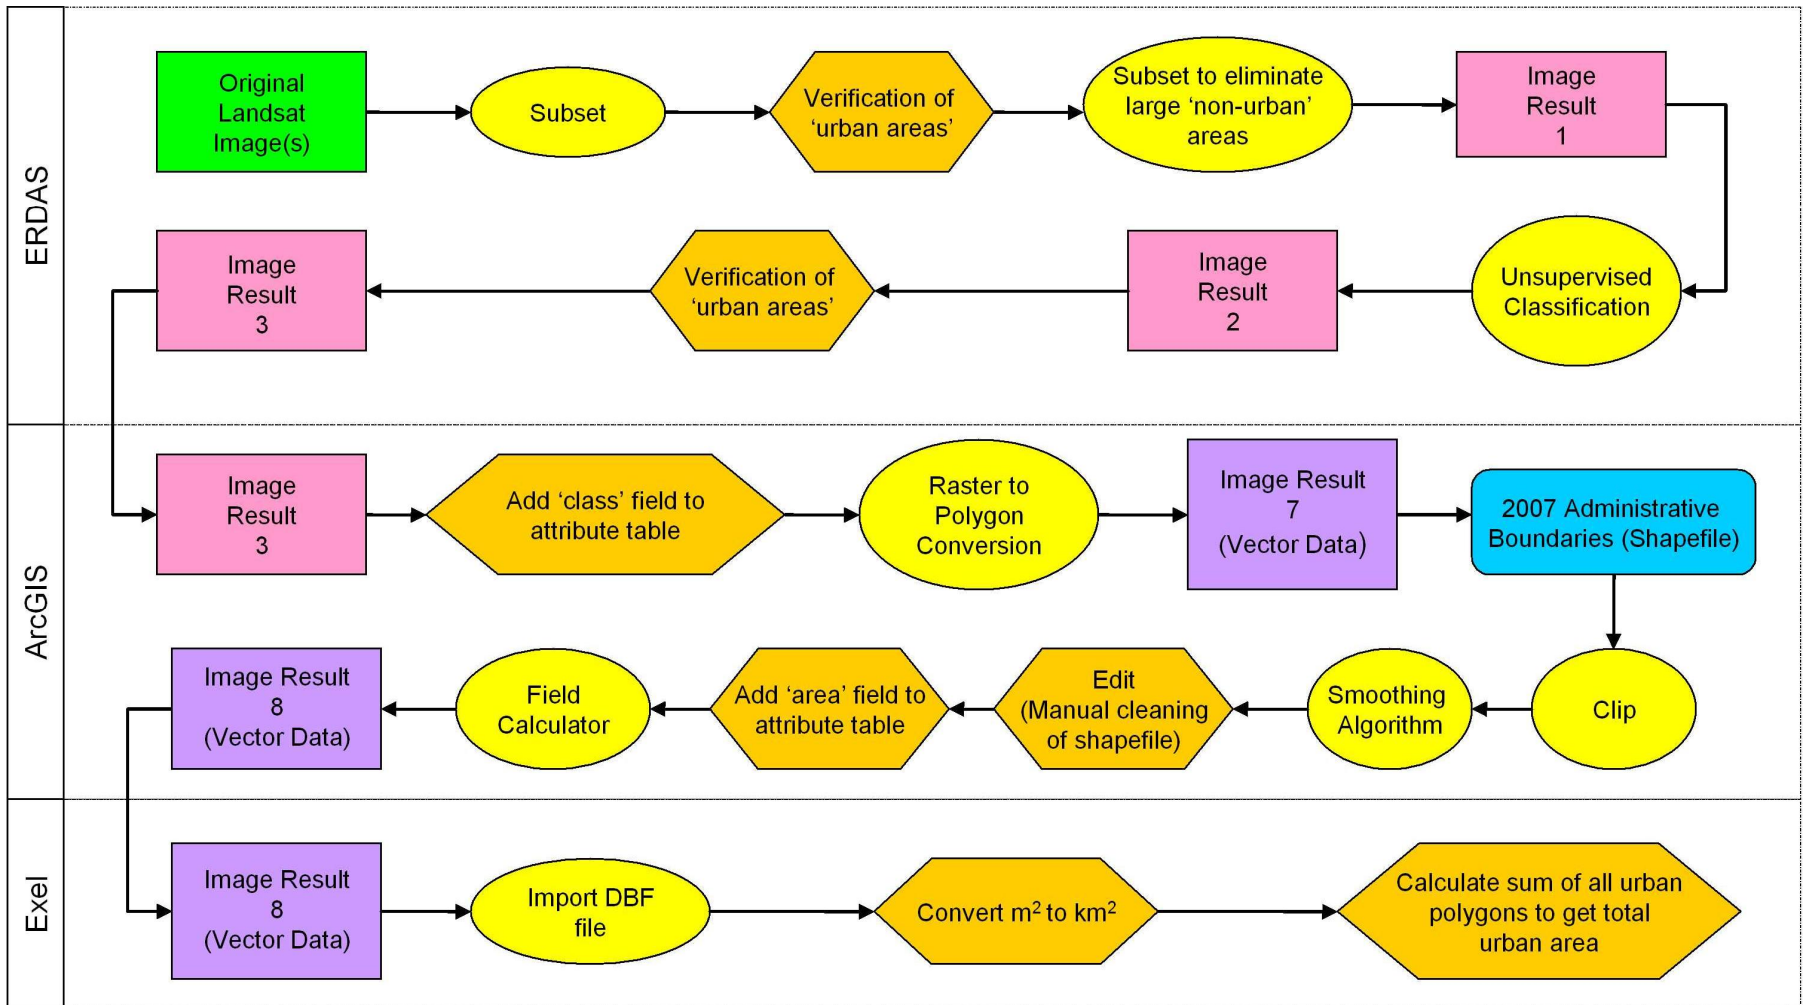 ERDAS
Original
Landsat
Image(s)
Subset
Verification of
‘urban areas’
Subset to eliminate
large ‘non-urban’
areas
Image
Result
1
Unsupervised
Classification
Image
Result
2
Verification of
‘urban areas’
Image
Result
3
ArcGIS
Image
Result
3
Add ‘class’ field to
attribute table
Raster to
Polygon
Conversion
Image Result
7
(Vector Data)
2007 Administrative
Boundaries (Shapefile)
Clip
Smoothing
Algorithm
Edit
(Manual cleaning
of shapefile)
Add ‘area’ field to
attribute table
Field
Calculator
Image Result
8
(Vector Data)
Exel
Image Result
8
(Vector Data)
Import DBF
file
Convert m² to km²
Calculate sum of all urban
polygons to get total
urban area